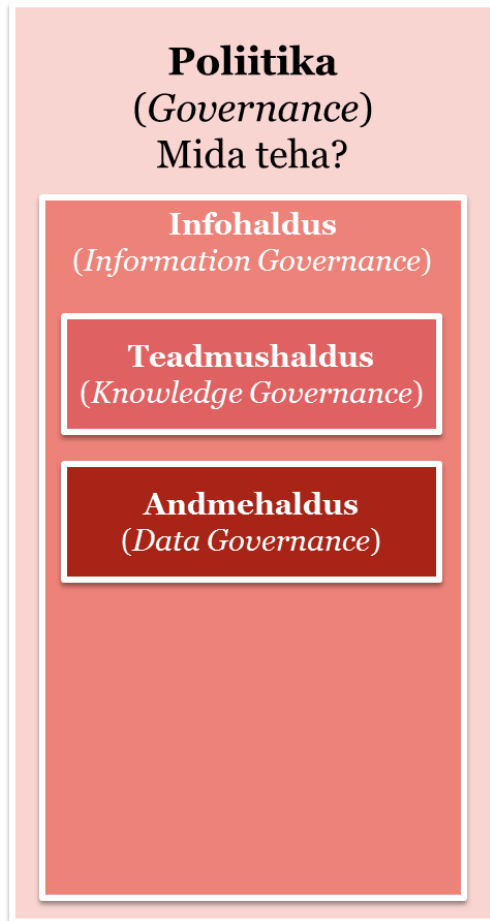 Poliitika
(Governance)
Mida teha?
Infohaldus
(Information Governance)
Teadmushaldus
(Knowledge Governance)
Andmehaldus
(Data Governance)